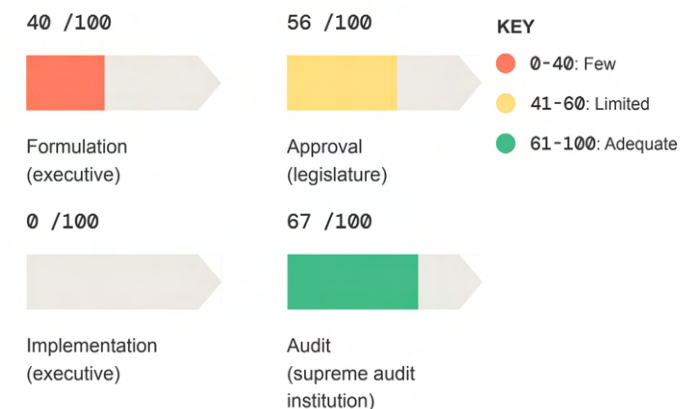 40 /100
Formulation
(executive)
56 /100
Approval
(legislature)
KEY
0-40: Few
41-60: Limited
61-100: Adequate
0 /100
Implementation
(executive)
67 /100
Audit
(supreme audit
institution)